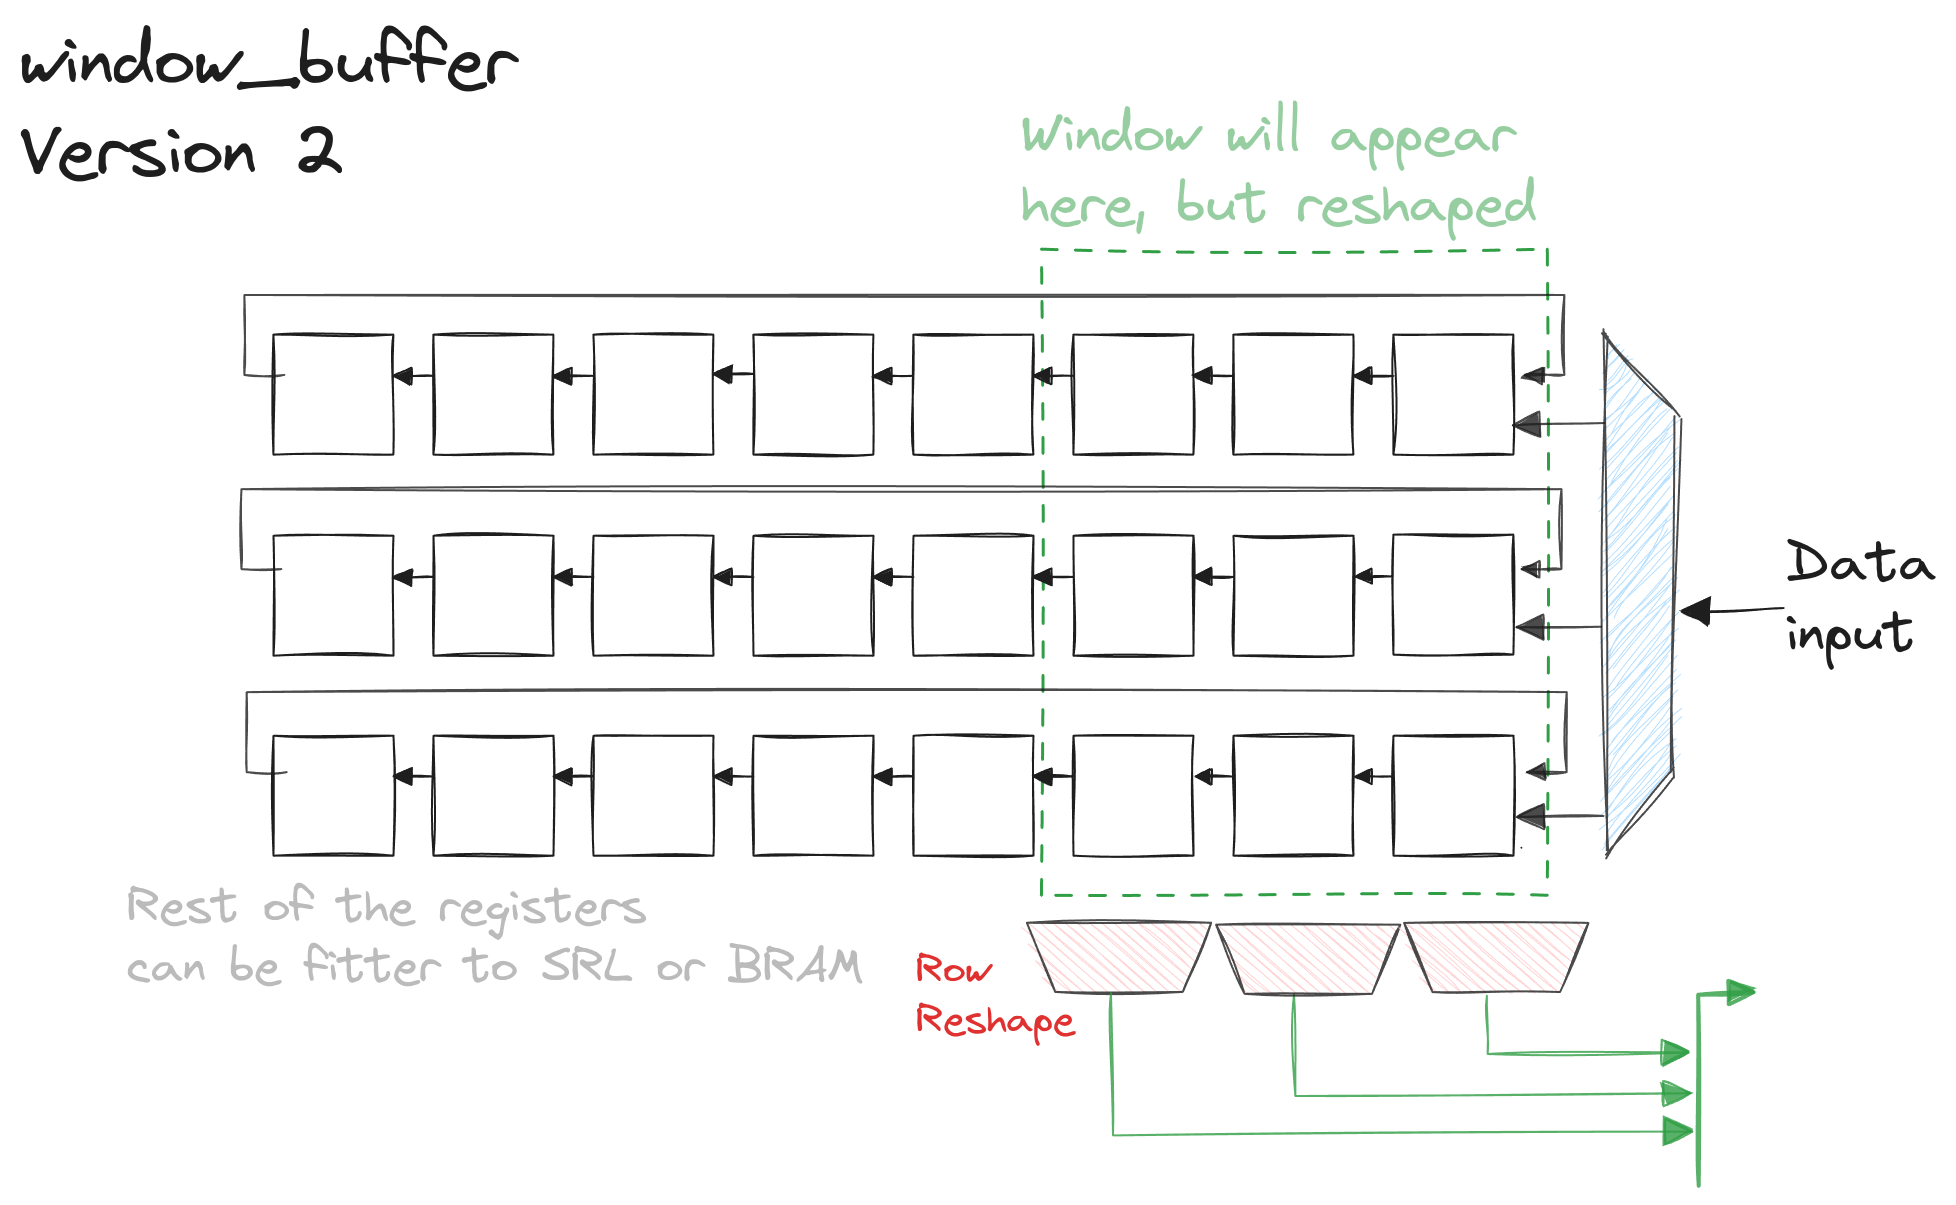 window_buffer
Version 2
Window will appear
here, but reshaped
Data
input
Rest of the registers
can be fitter to SRL or BRAM
Row
Reshape